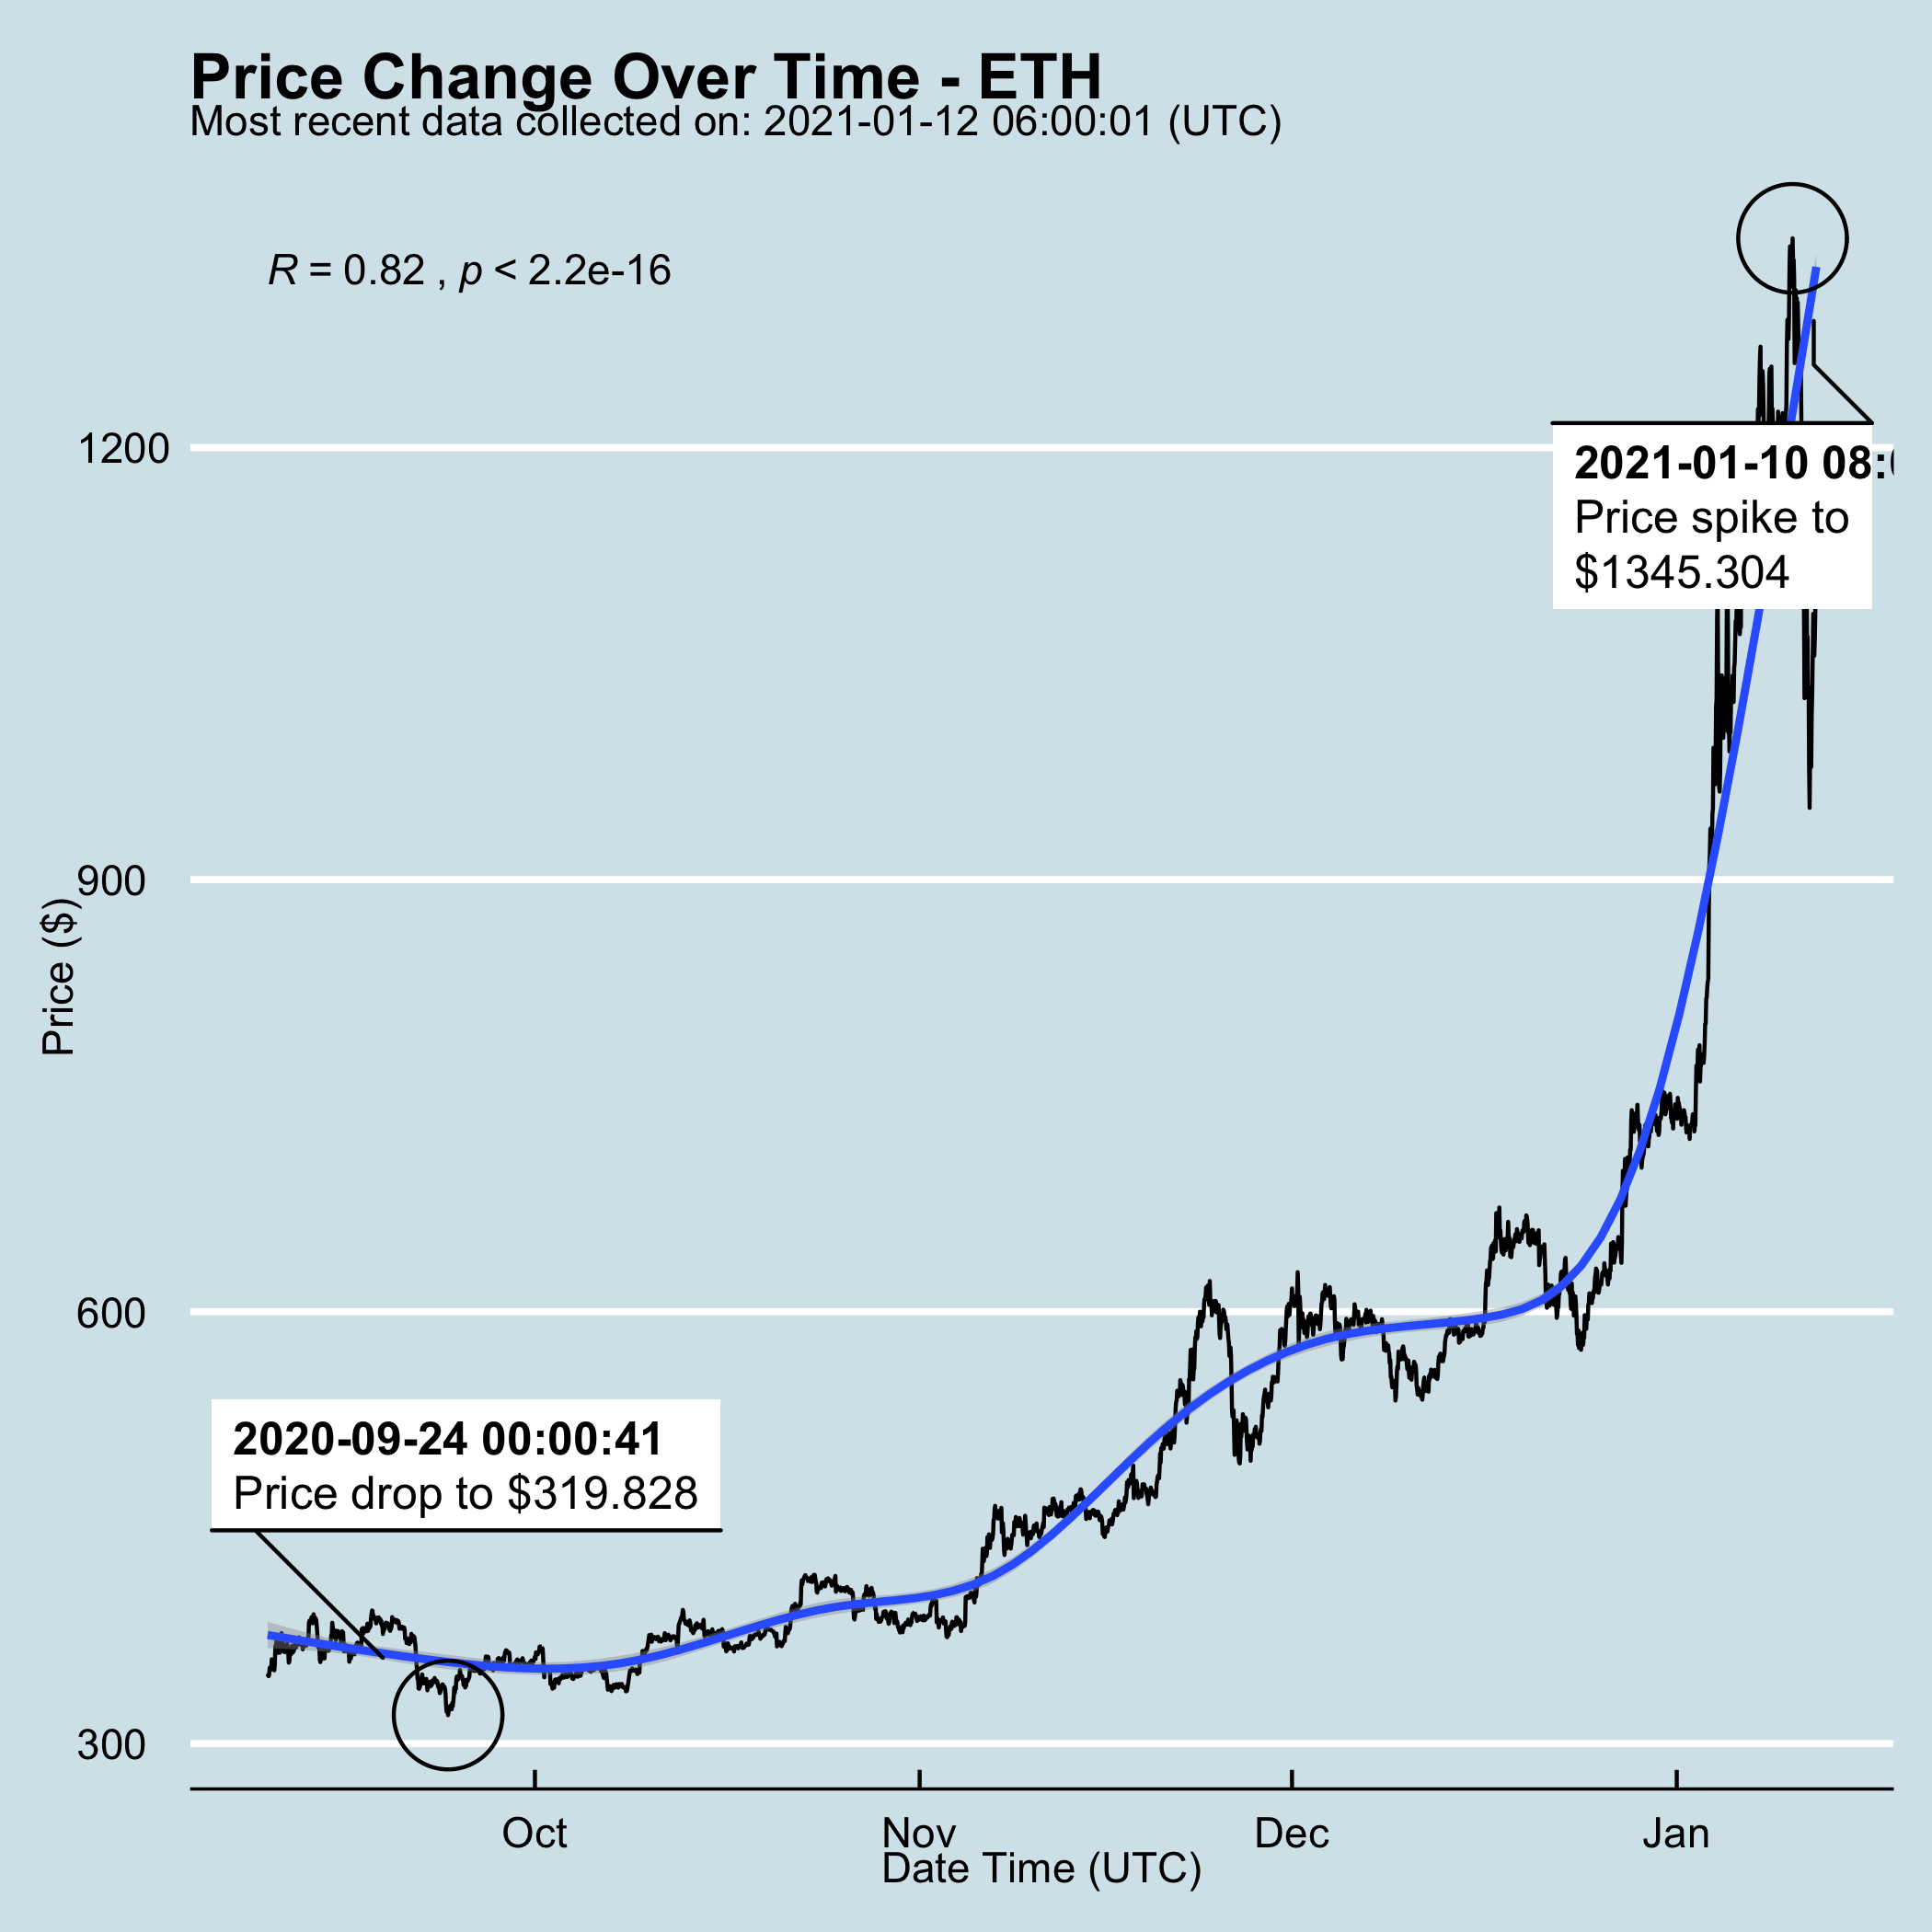 Price Change Over Time - ETH
Most recent data collected on: 2021-01-12 06:00:01 (UTC)
R = 0.82 , p < 2.2e-16
1200
2021-01-10 08:
Price spike to
$1345.304
900
Price ($)
600
2020-09-24 00:00:41
Price drop to $319.828
300
Oct
Nov
Dec
Jan
Date Time (UTC)